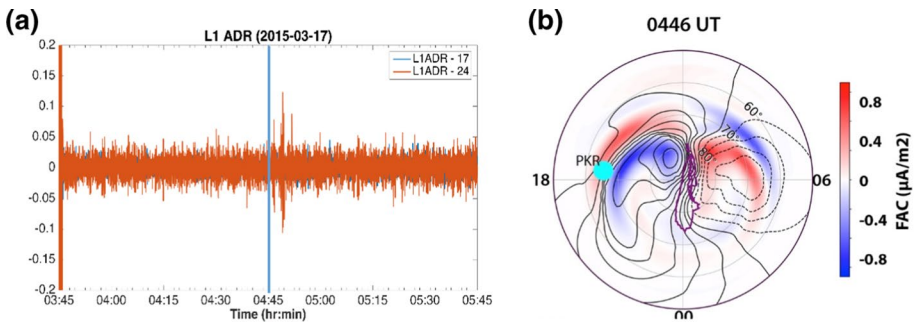 (a)
L1 ADR (2015-03-17)
0.2
0.15
0.1
0.05
0
-0.05
-0.1
-0.15
-0.2
L1ADR - 17
L1ADR - 24
03:45 04:00 04:15 04:30 04:45 05:00 05:15 05:30 05:45
Time (hr:min)
(b)
0446 UT
60°
70°
80°
PKR
18
06
00
0.8
0.4
0
-0.4
-0.8
FAC (μA/m2)